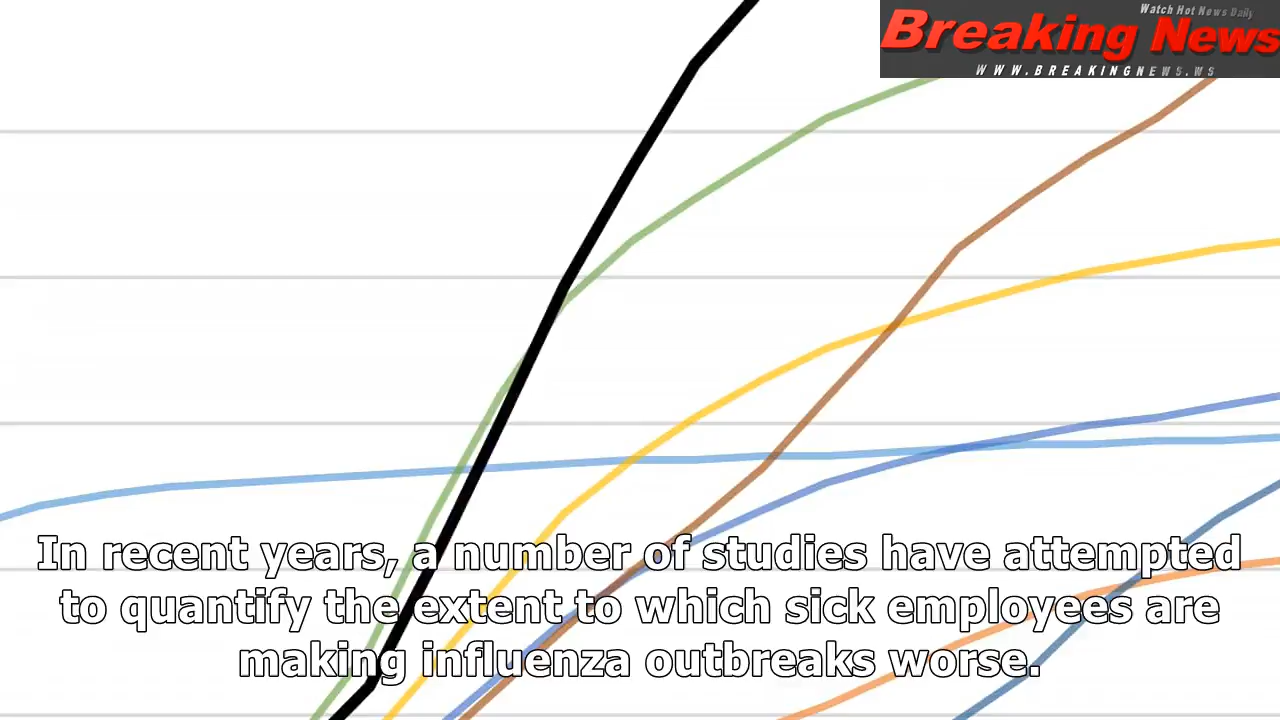 Watch Hot News Daily
Breaking News
WWW.BREAKINGNEWS.WS
In recent years, a number of studies have attempted
to quantify the extent to which sick employees are
making influenza outbreaks worse.